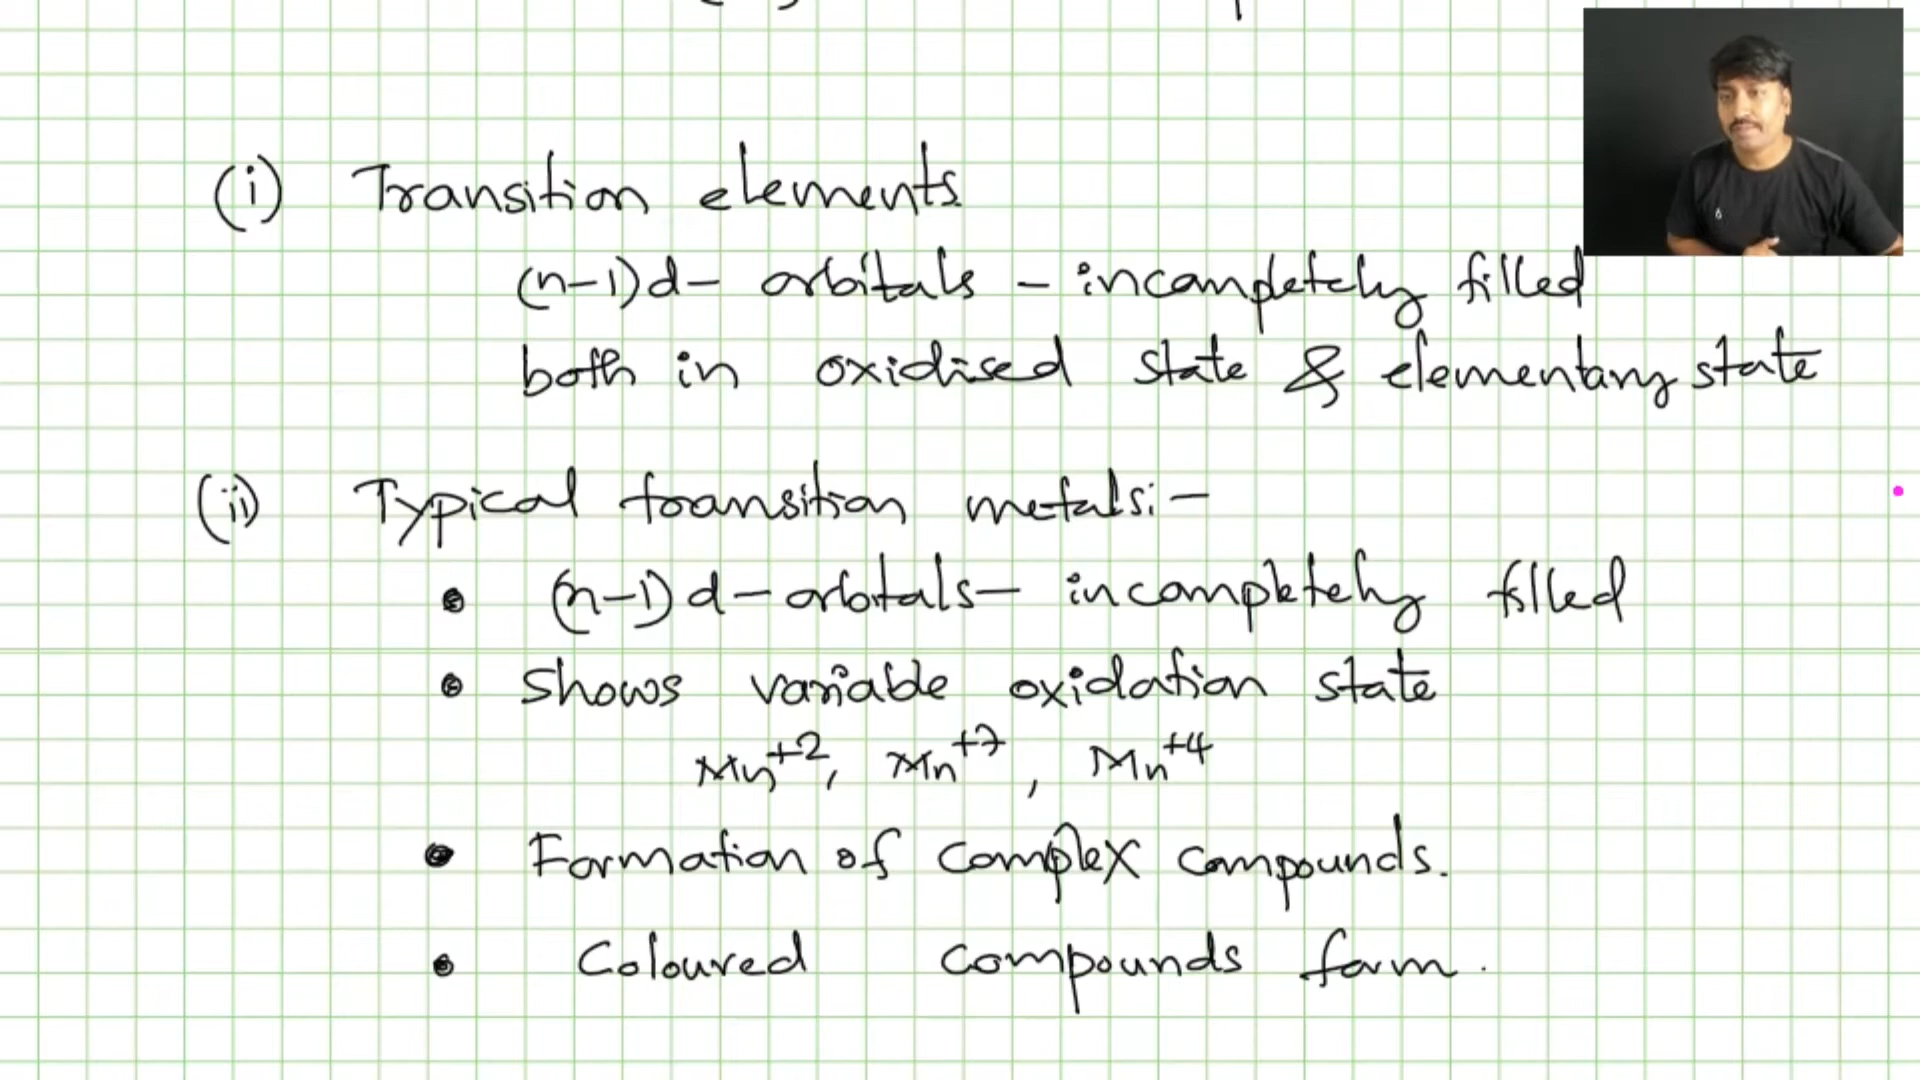 (i) Transition elements
(n-1)d- orbitals - incompletely filled
both in oxidised state & elementary state
(ii) Typical transition metals:-
• (n-1)d-orbitals- incompletely filled
• Shows variable oxidation state
Mn+2, Mn+7, Mn+4
• Formation of complex compounds.
• Coloured compounds form.